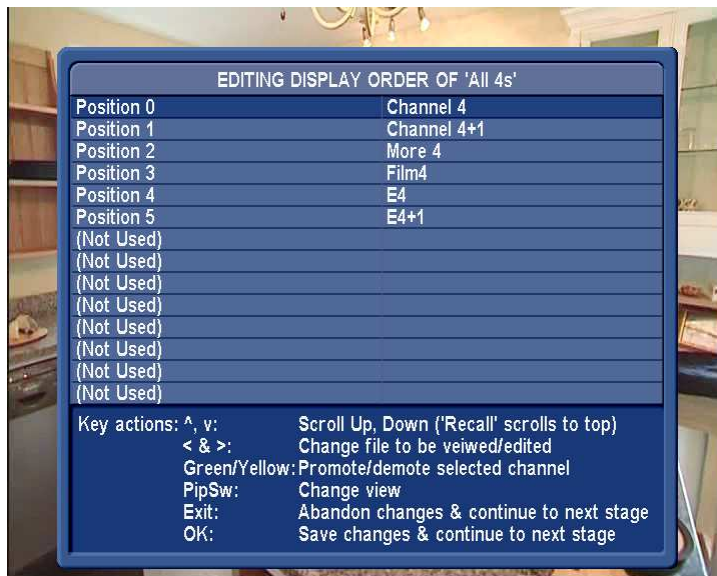 EDITING DISPLAY ORDER OF 'All 4s'
Position 0 Channel 4
Position 1 Channel 4+1
Position 2 More 4
Position 3 Film4
Position 4 E4
Position 5 E4+1
(Not Used)
(Not Used)
(Not Used)
(Not Used)
(Not Used)
(Not Used)
(Not Used)
(Not Used)
Key actions: ^, v: Scroll Up, Down ('Recall' scrolls to top)
< & >: Change file to be veiwed/edited
Green/Yellow: Promote/demote selected channel
PipSw: Change view
Exit: Abandon changes & continue to next stage
OK: Save changes & continue to next stage